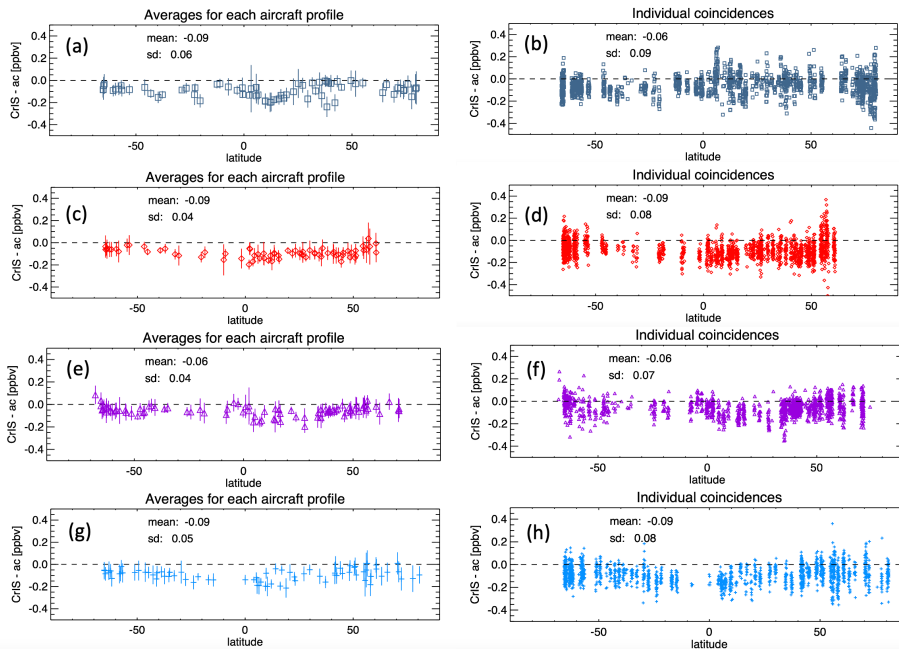 Averages for each aircraft profile
(a)
mean: -0.09
sd: 0.06
CrIS - ac [ppbv]
0.4
0.2
0.0
-0.2
-0.4
-50 0 50
latitude
Individual coincidences
(b)
mean: -0.06
sd: 0.09
CrIS - ac [ppbv]
0.4
0.2
0.0
-0.2
-0.4
-50 0 50
latitude
Averages for each aircraft profile
(c)
mean: -0.09
sd: 0.04
CrIS - ac [ppbv]
0.4
0.2
0.0
-0.2
-0.4
-50 0 50
latitude
Individual coincidences
(d)
mean: -0.09
sd: 0.08
CrIS - ac [ppbv]
0.4
0.2
0.0
-0.2
-0.4
-50 0 50
latitude
Averages for each aircraft profile
(e)
mean: -0.06
sd: 0.04
CrIS - ac [ppbv]
0.4
0.2
0.0
-0.2
-0.4
-50 0 50
latitude
Individual coincidences
(f)
mean: -0.06
sd: 0.07
CrIS - ac [ppbv]
0.4
0.2
0.0
-0.2
-0.4
-50 0 50
latitude
Averages for each aircraft profile
(g)
mean: -0.09
sd: 0.05
CrIS - ac [ppbv]
0.4
0.2
0.0
-0.2
-0.4
-50 0 50
latitude
Individual coincidences
(h)
mean: -0.09
sd: 0.08
CrIS - ac [ppbv]
0.4
0.2
0.0
-0.2
-0.4
-50 0 50
latitude